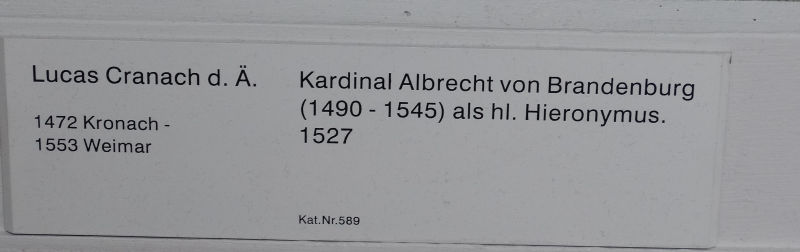 Lucas Cranach d. Ä.
1472 Kronach -
1553 Weimar
Kardinal Albrecht von Brandenburg
(1490 - 1545) als hl. Hieronymus.
1527
Kat.Nr.589